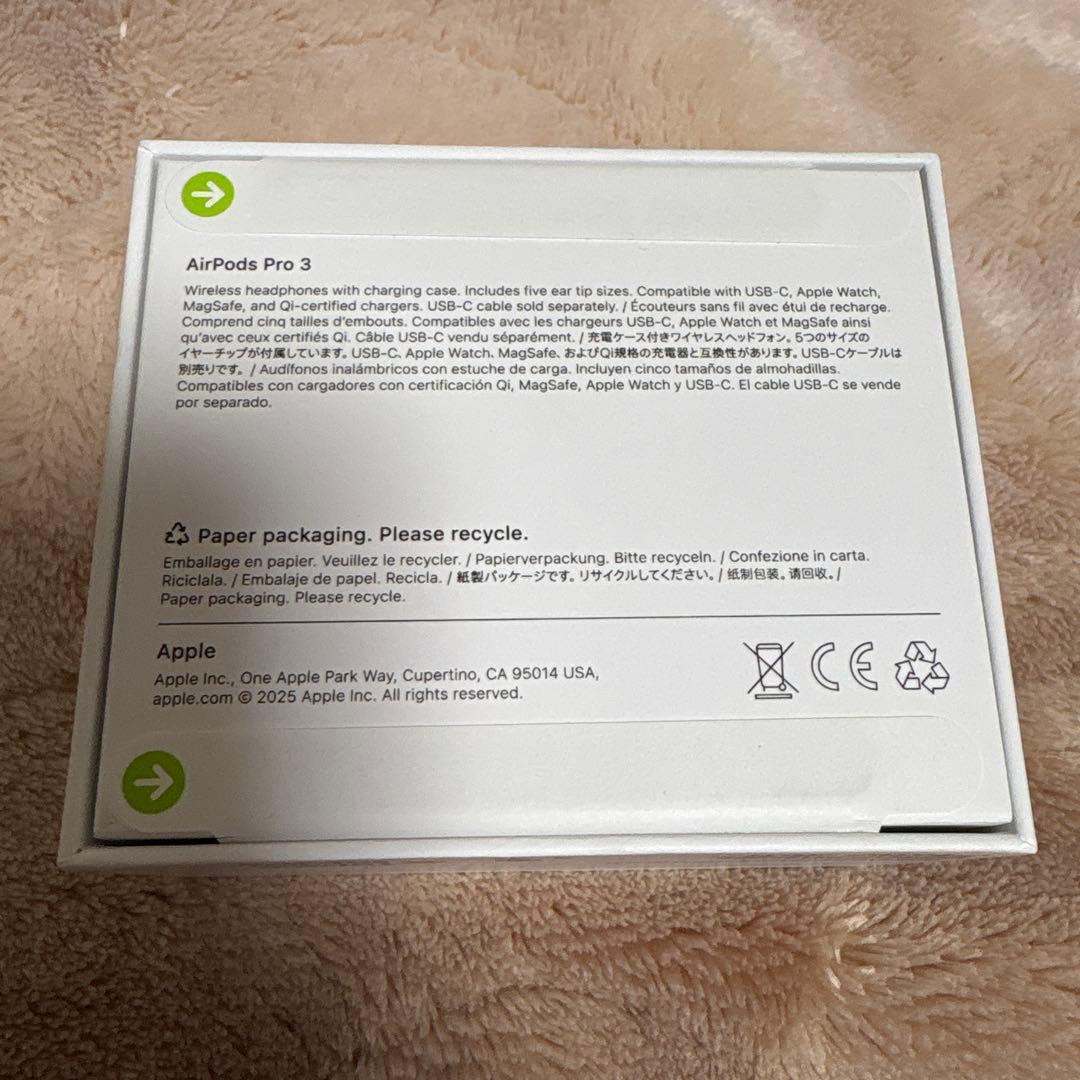 AirPods Pro 3
Wireless headphones with charging case. Includes five ear tip sizes. Compatible with USB-C, Apple Watch,
MagSafe, and Qi-certified chargers. USB-C cable sold separately. / Écouteurs sans fil avec étui de recharge.
Comprend cinq tailles d'embouts. Compatibles avec les chargeurs USB-C, Apple Watch et MagSafe ainsi
qu'avec ceux certifiés Qi. Câble USB-C vendu séparément. / 充電ケース付きワイヤレスヘッドフォン。5つのサイズの
イヤーチップが付属しています。USB-C、Apple Watch、MagSafe、およびQi規格の充電器と互換性があります。USB-Cケーブルは
別売りです。 / Audífonos inalámbricos con estuche de carga. Incluyen cinco tamaños de almohadillas.
Compatibles con cargadores con certificación Qi, MagSafe, Apple Watch y USB-C. El cable USB-C se vende
por separado.
Paper packaging. Please recycle.
Emballage en papier. Veuillez le recycler. / Papierverpackung. Bitte recyceln. / Confezione in carta.
Riciclala. / Embalaje de papel. Recicla. / 紙製パッケージです。リサイクルしてください。 / 纸制包装。请回收。 /
Paper packaging. Please recycle.
Apple
Apple Inc., One Apple Park Way, Cupertino, CA 95014 USA,
apple.com © 2025 Apple Inc. All rights reserved.
CE